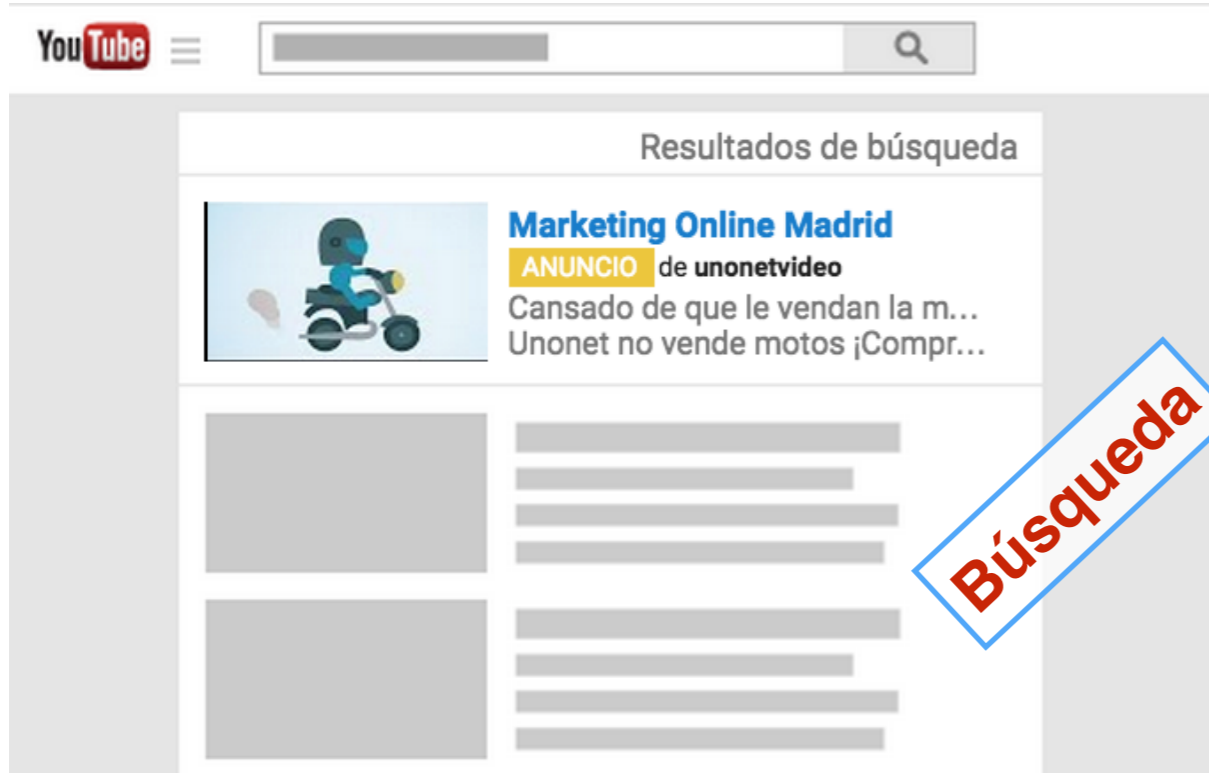 YouTube
Resultados de búsqueda
Marketing Online Madrid
ANUNCIO de unonetvideo
Cansado de que le vendan la m...
Unonet no vende motos ¡Compr...
Búsqueda